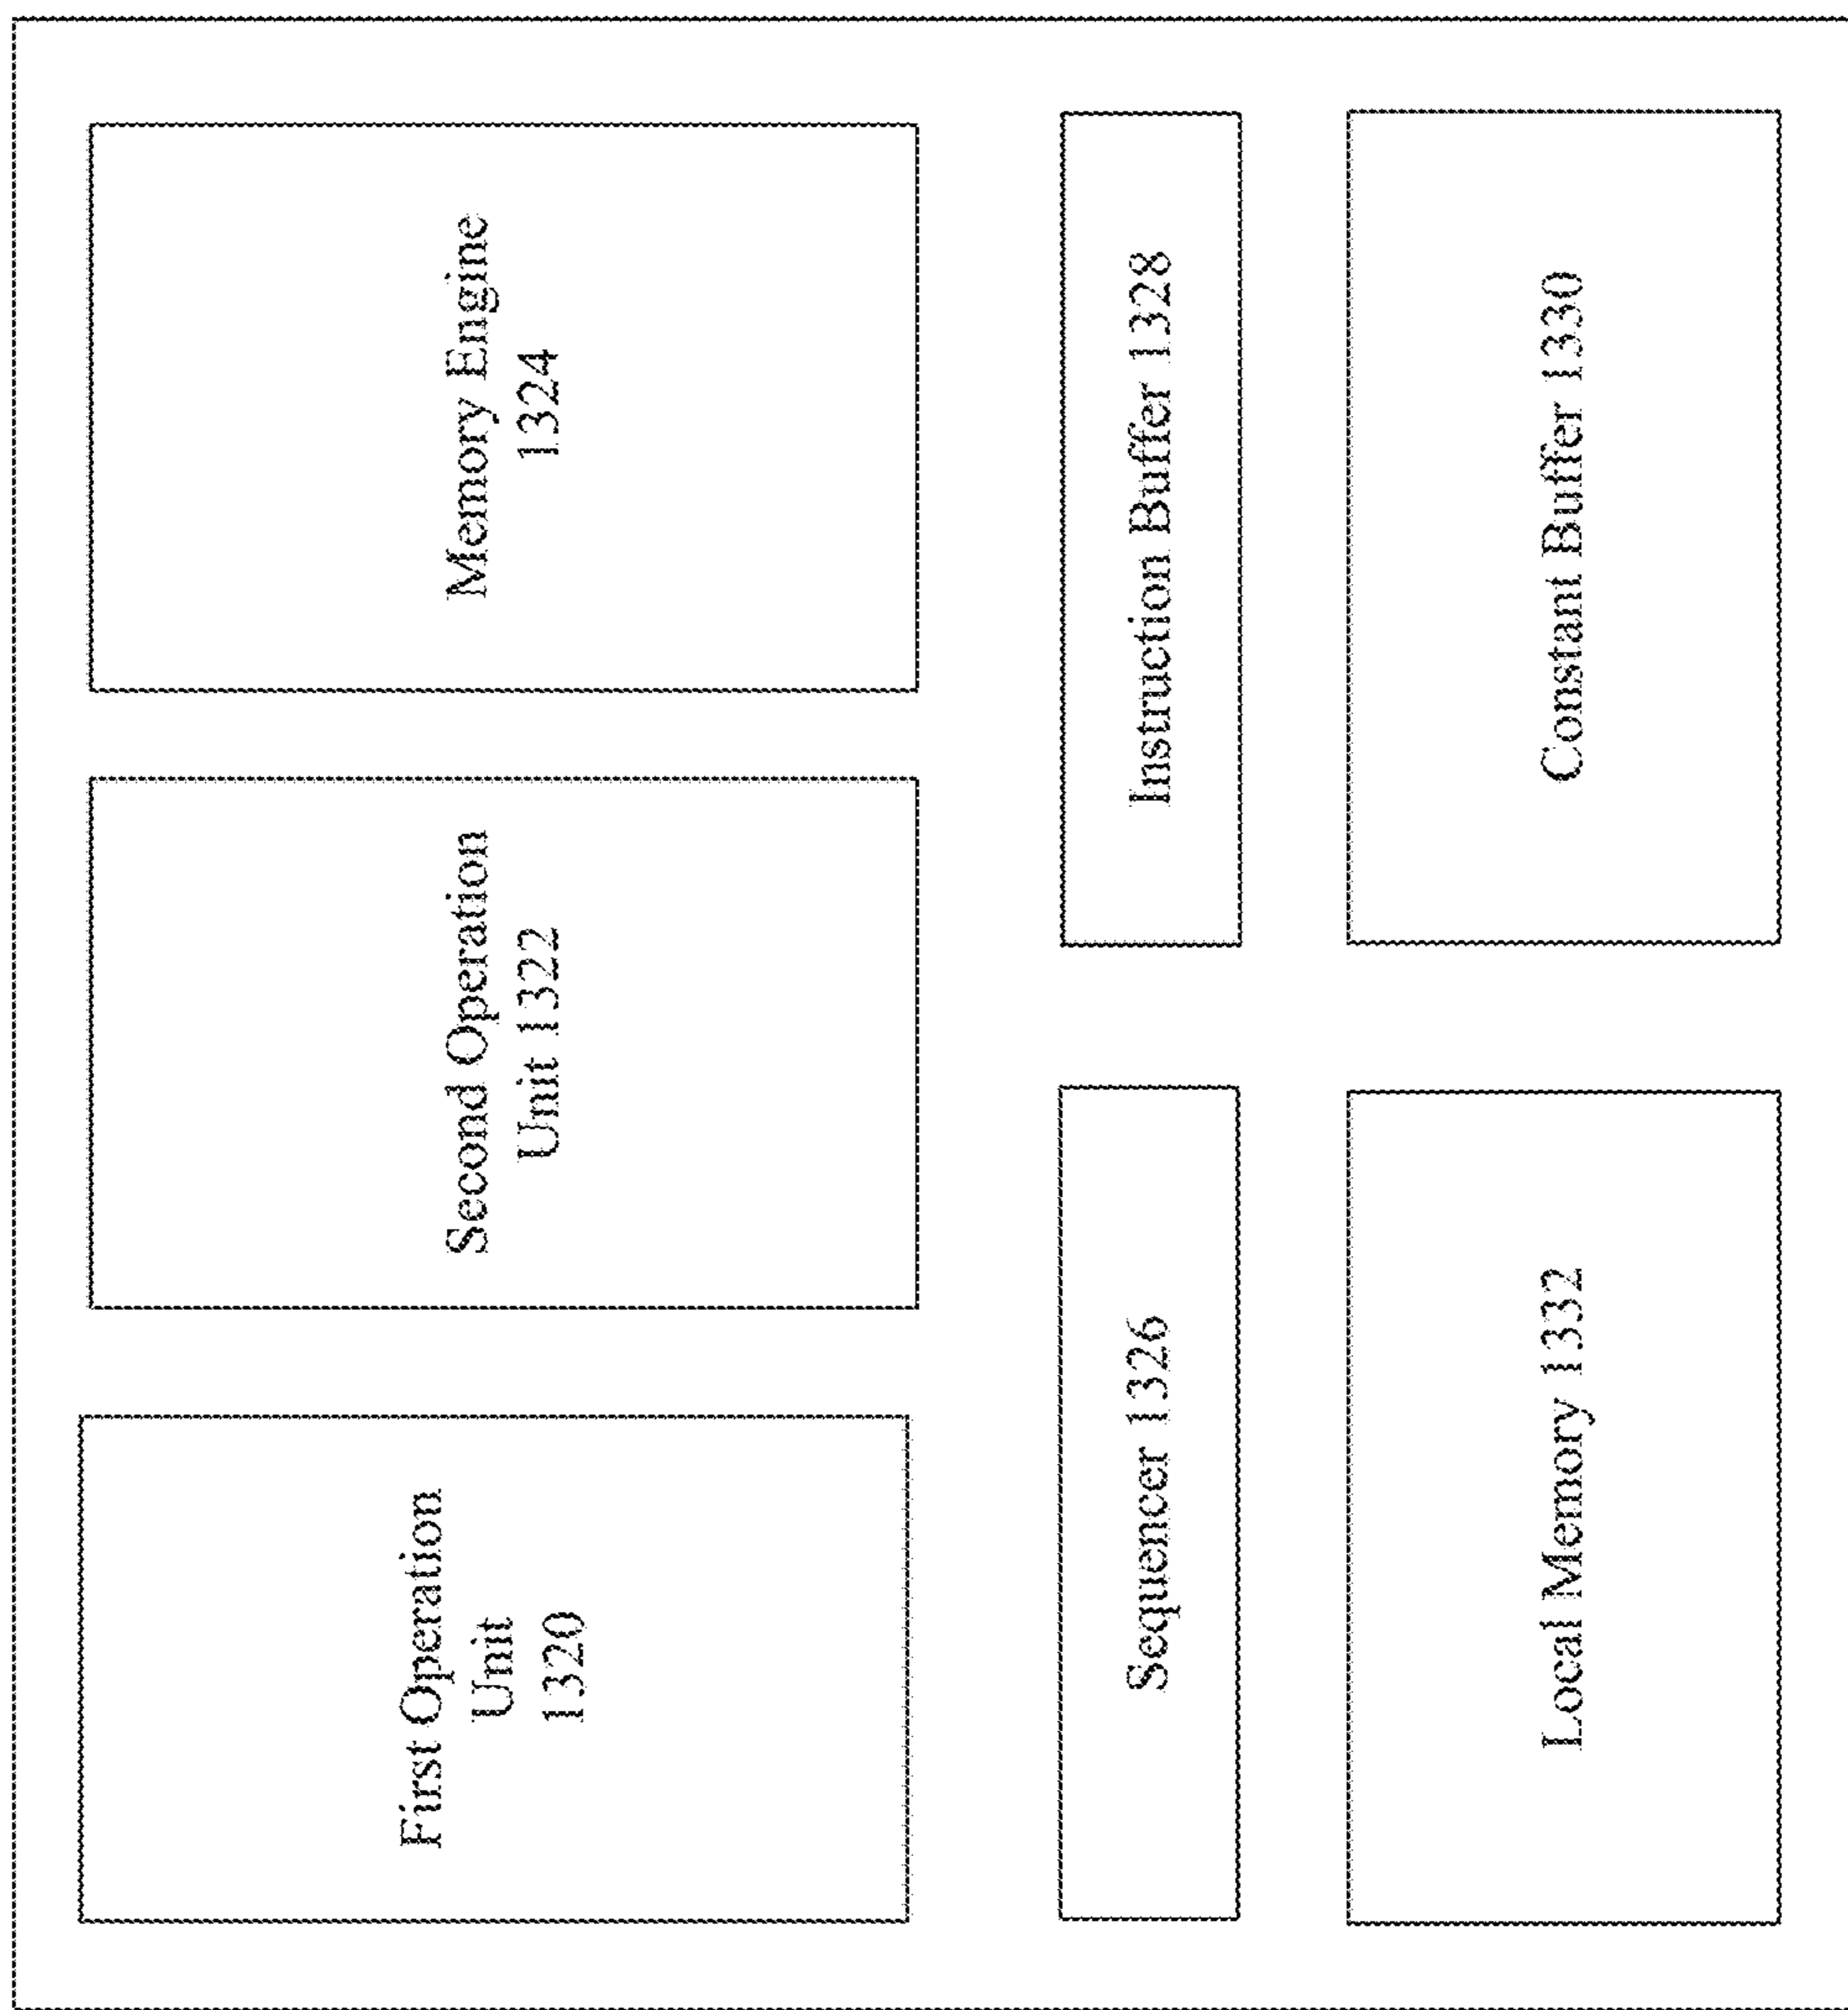 First Operation
Unit
1320
Second Operation
Unit 1322
Memory Engine
1324
Sequencer 1326
Instruction Buffer 1328
Local Memory 1332
Constant Buffer 1330